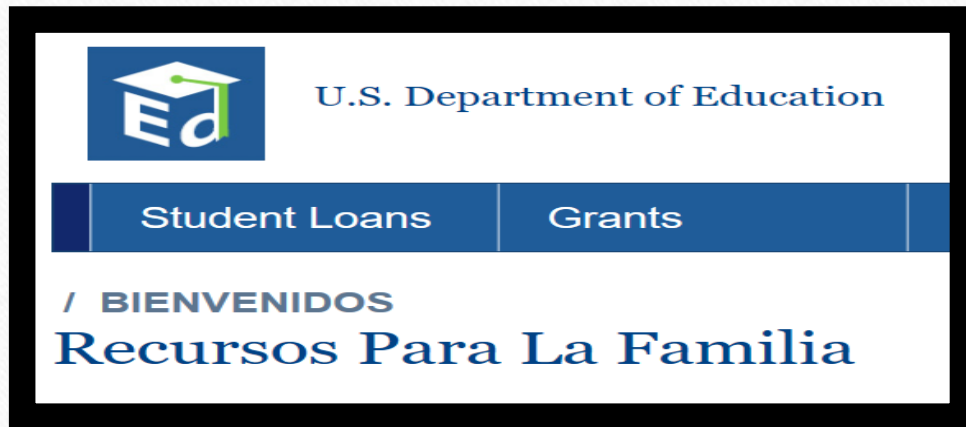 Ed
U.S. Department of Education
Student Loans Grants
/ BIENVENIDOS
Recursos Para La Familia